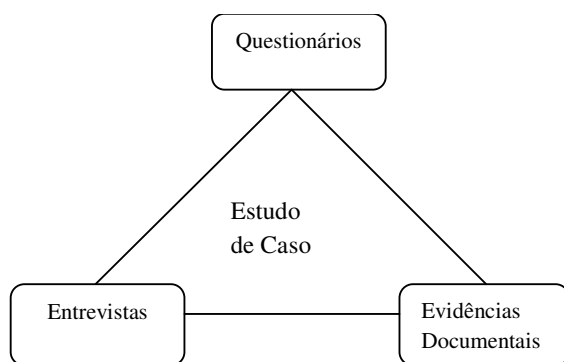 Questionários
Estudo
de Caso
Entrevistas
Evidências
Documentais